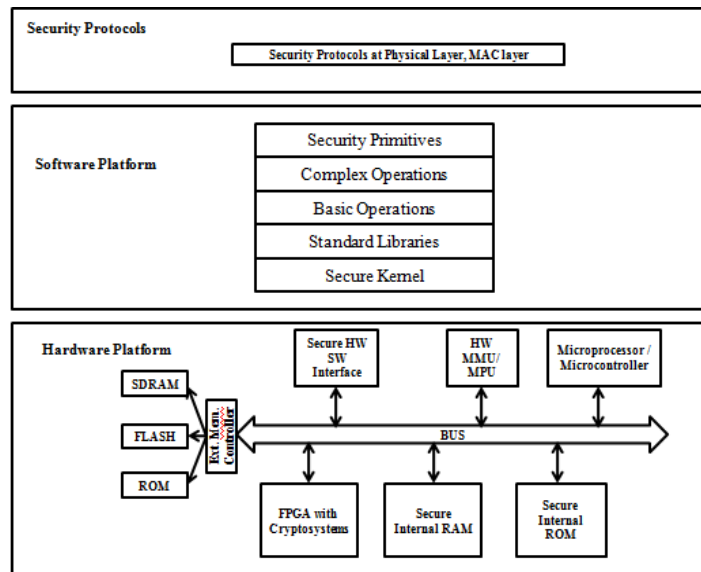 Security Protocols
Security Protocols at Physical Layer, MAC layer
Software Platform
Security Primitives
Complex Operations
Basic Operations
Standard Libraries
Secure Kernel
Hardware Platform
Secure HW
SW
Interface
HW
MMU/
MPU
Microprocessor /
Microcontroller
SDRAM
FLASH
ROM
Ext. Mem.
Controller
BUS
FPGA with
Cryptosystems
Secure
Internal RAM
Secure
Internal
ROM